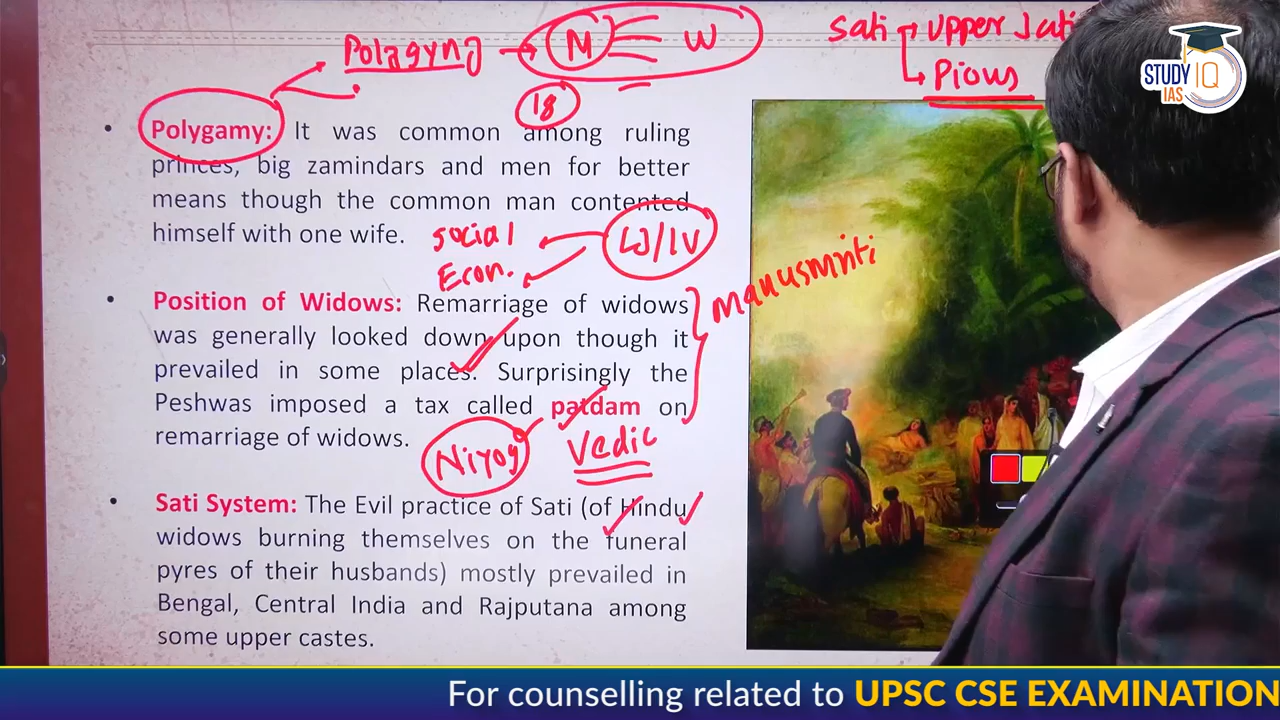 Polagyng → M W
sati → upper Jati
→ Pious
STUDY IQ
IAS
18
• Polygamy: It was common among ruling
princes, big zamindars and men for better
means though the common man contented
himself with one wife.
social
Econ.
W/IV
• Position of Widows: Remarriage of widows
was generally looked down upon though it
prevailed in some places. Surprisingly the
Peshwas imposed a tax called patdam on
remarriage of widows.
manusmriti
Niyog
Vedic
• Sati System: The Evil practice of Sati (of Hindu
widows burning themselves on the funeral
pyres of their husbands) mostly prevailed in
Bengal, Central India and Rajputana among
some upper castes.
For counselling related to UPSC CSE EXAMINATION